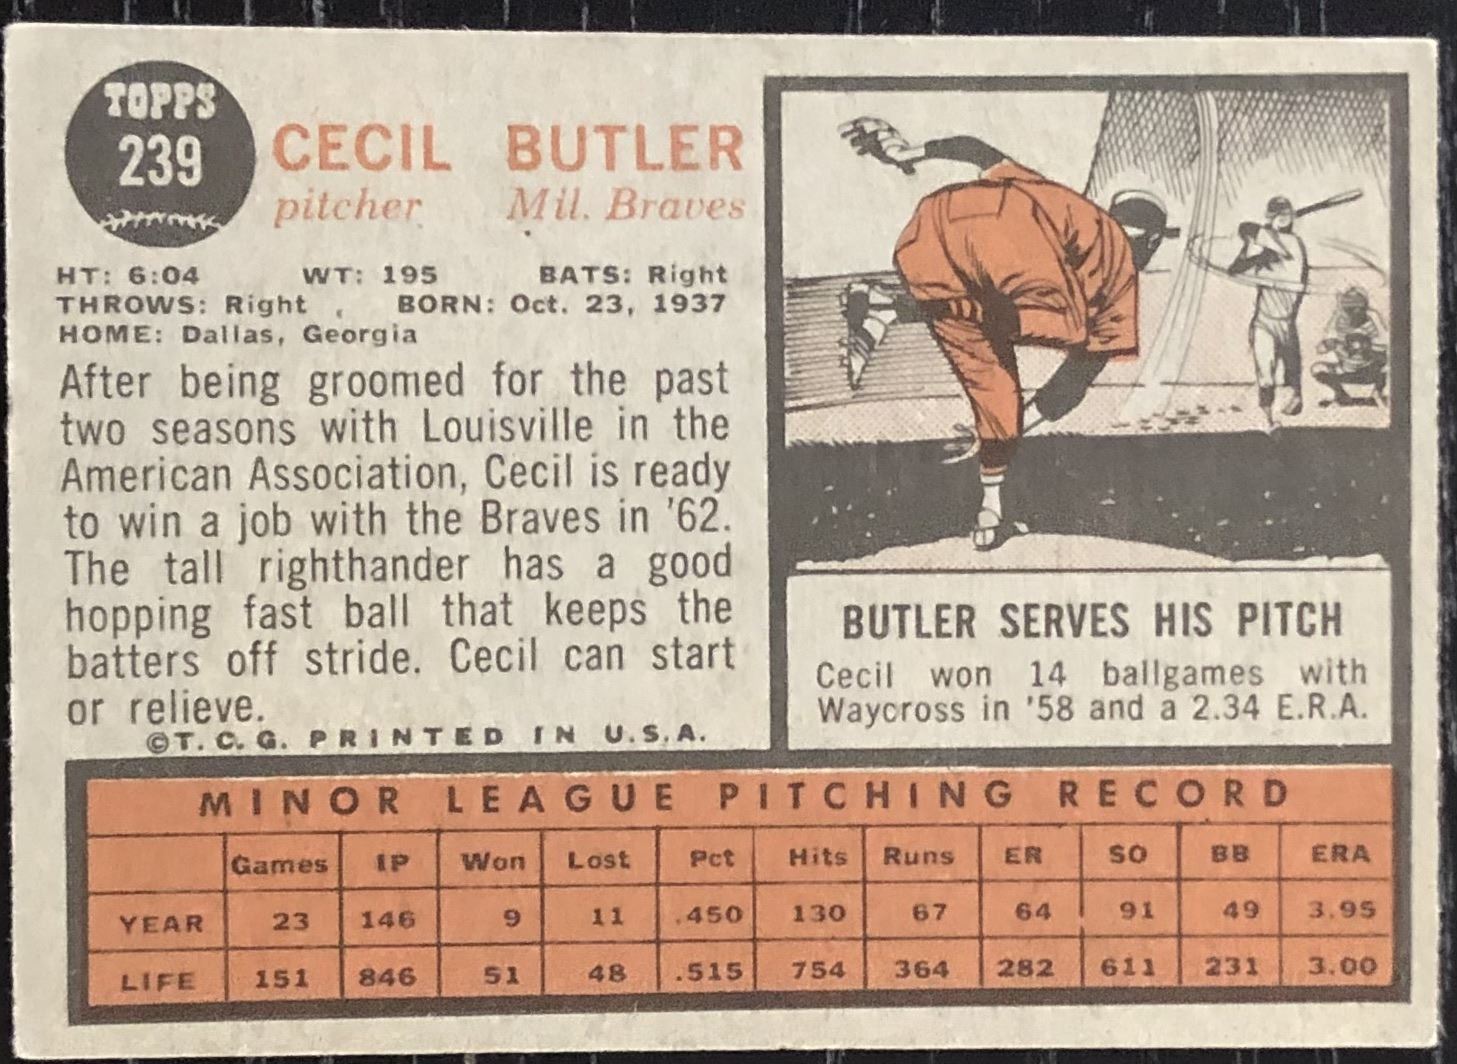 TOPPS
239
CECIL BUTLER
pitcher Mil. Braves
HT: 6:04 WT: 195 BATS: Right
THROWS: Right BORN: Oct. 23, 1937
HOME: Dallas, Georgia
After being groomed for the past
two seasons with Louisville in the
American Association, Cecil is ready
to win a job with the Braves in '62.
The tall righthander has a good
hopping fast ball that keeps the
batters off stride. Cecil can start
or relieve.
©T.C.G. PRINTED IN U.S.A.
BUTLER SERVES HIS PITCH
Cecil won 14 ballgames with
Waycross in '58 and a 2.34 E.R.A.
MINOR LEAGUE PITCHING RECORD
Games IP Won Lost Pct Hits Runs ER SO BB ERA
YEAR 23 146 9 11 .450 130 67 64 91 49 3.95
LIFE 151 846 51 48 .515 754 364 282 611 231 3.00